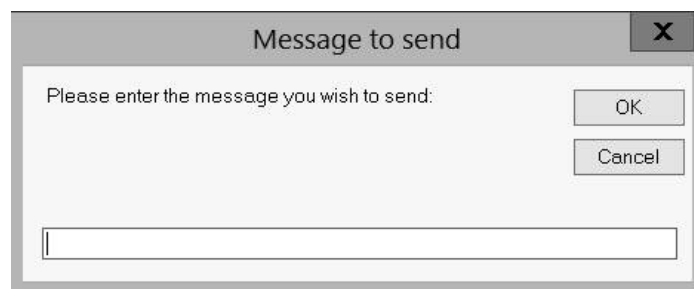 Message to send
X
Please enter the message you wish to send:
OK
Cancel